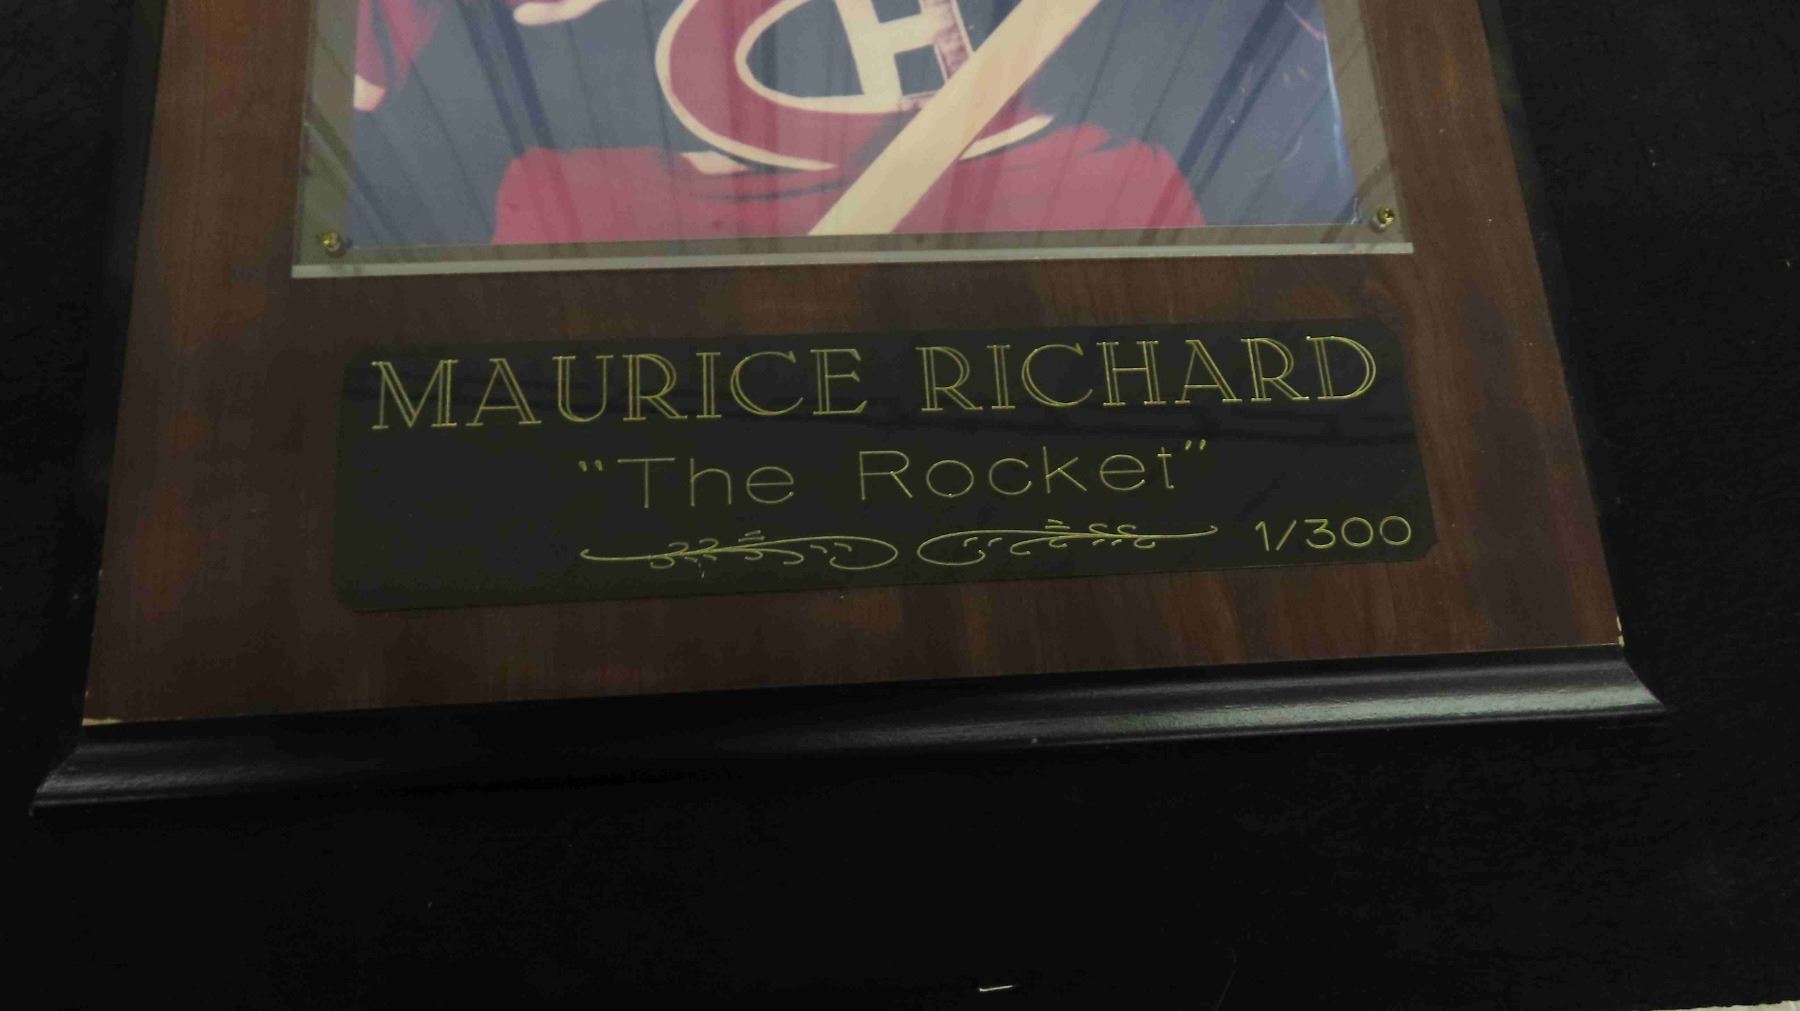 H
MAURICE RICHARD
"The Rocket"
1/300